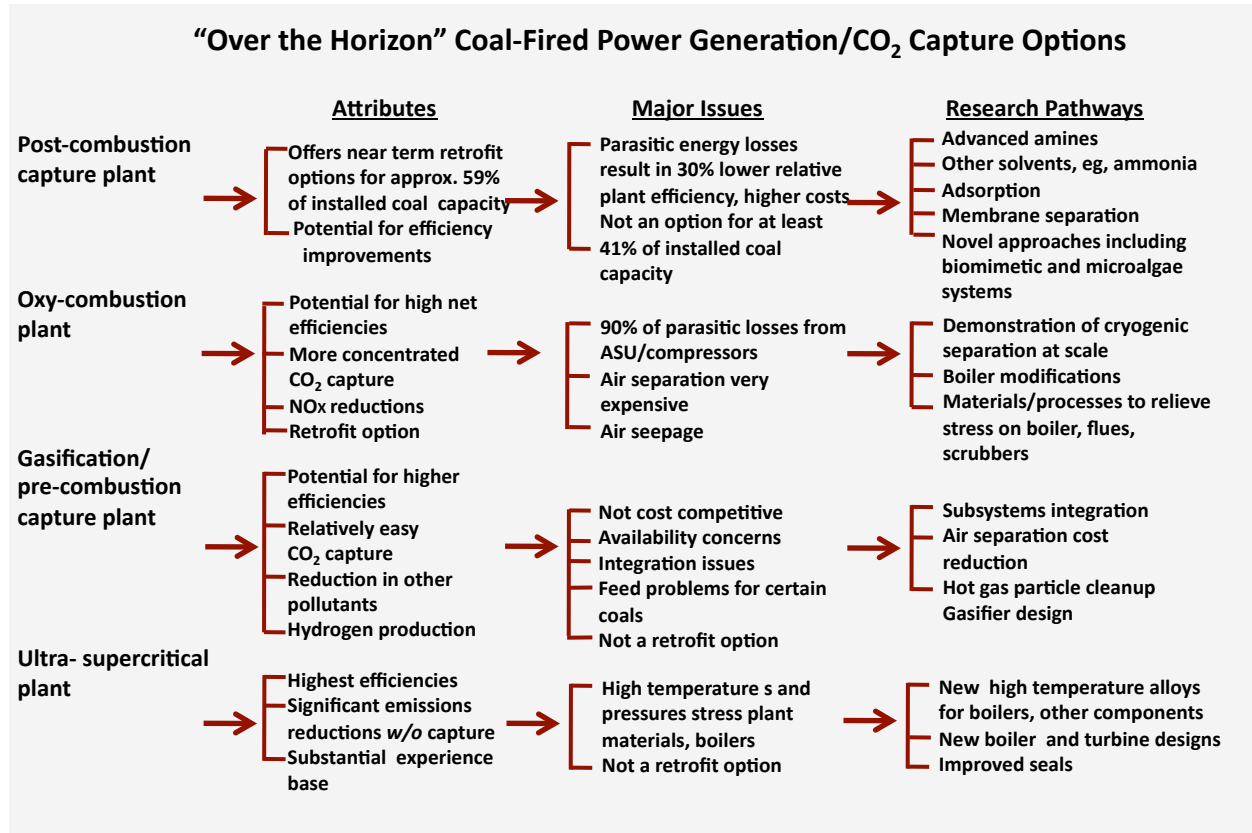 “Over the Horizon” Coal-Fired Power Generation/CO₂ Capture Options
Attributes
Major Issues
Research Pathways
Post-combustion
capture plant
Offers near term retrofit
options for approx. 59%
of installed coal capacity
Potential for efficiency
improvements
Parasitic energy losses
result in 30% lower relative
plant efficiency, higher costs
Not an option for at least
41% of installed coal
capacity
Advanced amines
Other solvents, eg, ammonia
Adsorption
Membrane separation
Novel approaches including
biomimetic and microalgae
systems
Oxy-combustion
plant
Potential for high net
efficiencies
More concentrated
CO₂ capture
NOx reductions
Retrofit option
90% of parasitic losses from
ASU/compressors
Air separation very
expensive
Air seepage
Demonstration of cryogenic
separation at scale
Boiler modifications
Materials/processes to relieve
stress on boiler, flues,
scrubbers
Gasification/
pre-combustion
capture plant
Potential for higher
efficiencies
Relatively easy
CO₂ capture
Reduction in other
pollutants
Hydrogen production
Not cost competitive
Availability concerns
Integration issues
Feed problems for certain
coals
Not a retrofit option
Subsystems integration
Air separation cost
reduction
Hot gas particle cleanup
Gasifier design
Ultra- supercritical
plant
Highest efficiencies
Significant emissions
reductions w/o capture
Substantial experience
base
High temperature s and
pressures stress plant
materials, boilers
Not a retrofit option
New high temperature alloys
for boilers, other components
New boiler and turbine designs
Improved seals